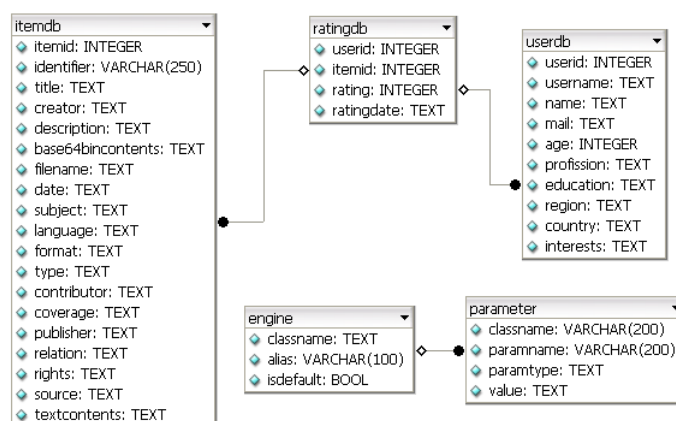 itemdb
itemid: INTEGER
identifier: VARCHAR(250)
title: TEXT
creator: TEXT
description: TEXT
base64bincontents: TEXT
filename: TEXT
date: TEXT
subject: TEXT
language: TEXT
format: TEXT
type: TEXT
contributor: TEXT
coverage: TEXT
publisher: TEXT
relation: TEXT
rights: TEXT
source: TEXT
textcontents: TEXT
ratingdb
userid: INTEGER
itemid: INTEGER
rating: INTEGER
ratingdate: TEXT
userdb
userid: INTEGER
username: TEXT
name: TEXT
mail: TEXT
age: INTEGER
profission: TEXT
education: TEXT
region: TEXT
country: TEXT
interests: TEXT
engine
classname: TEXT
alias: VARCHAR(100)
isdefault: BOOL
parameter
classname: VARCHAR(200)
paramname: VARCHAR(200)
paramtype: TEXT
value: TEXT